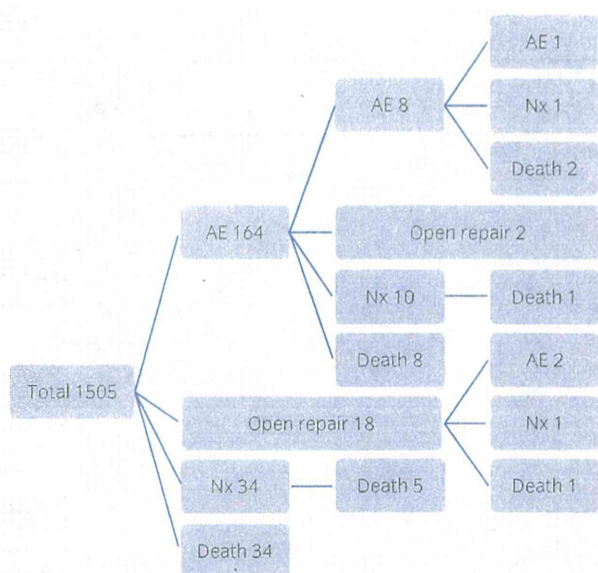 AE 1
AE 8
Nx 1
Death 2
AE 164
Open repair 2
Nx 10
Death 1
Death 8
AE 2
Total 1505
Open repair 18
Nx 1
Nx 34
Death 5
Death 1
Death 34